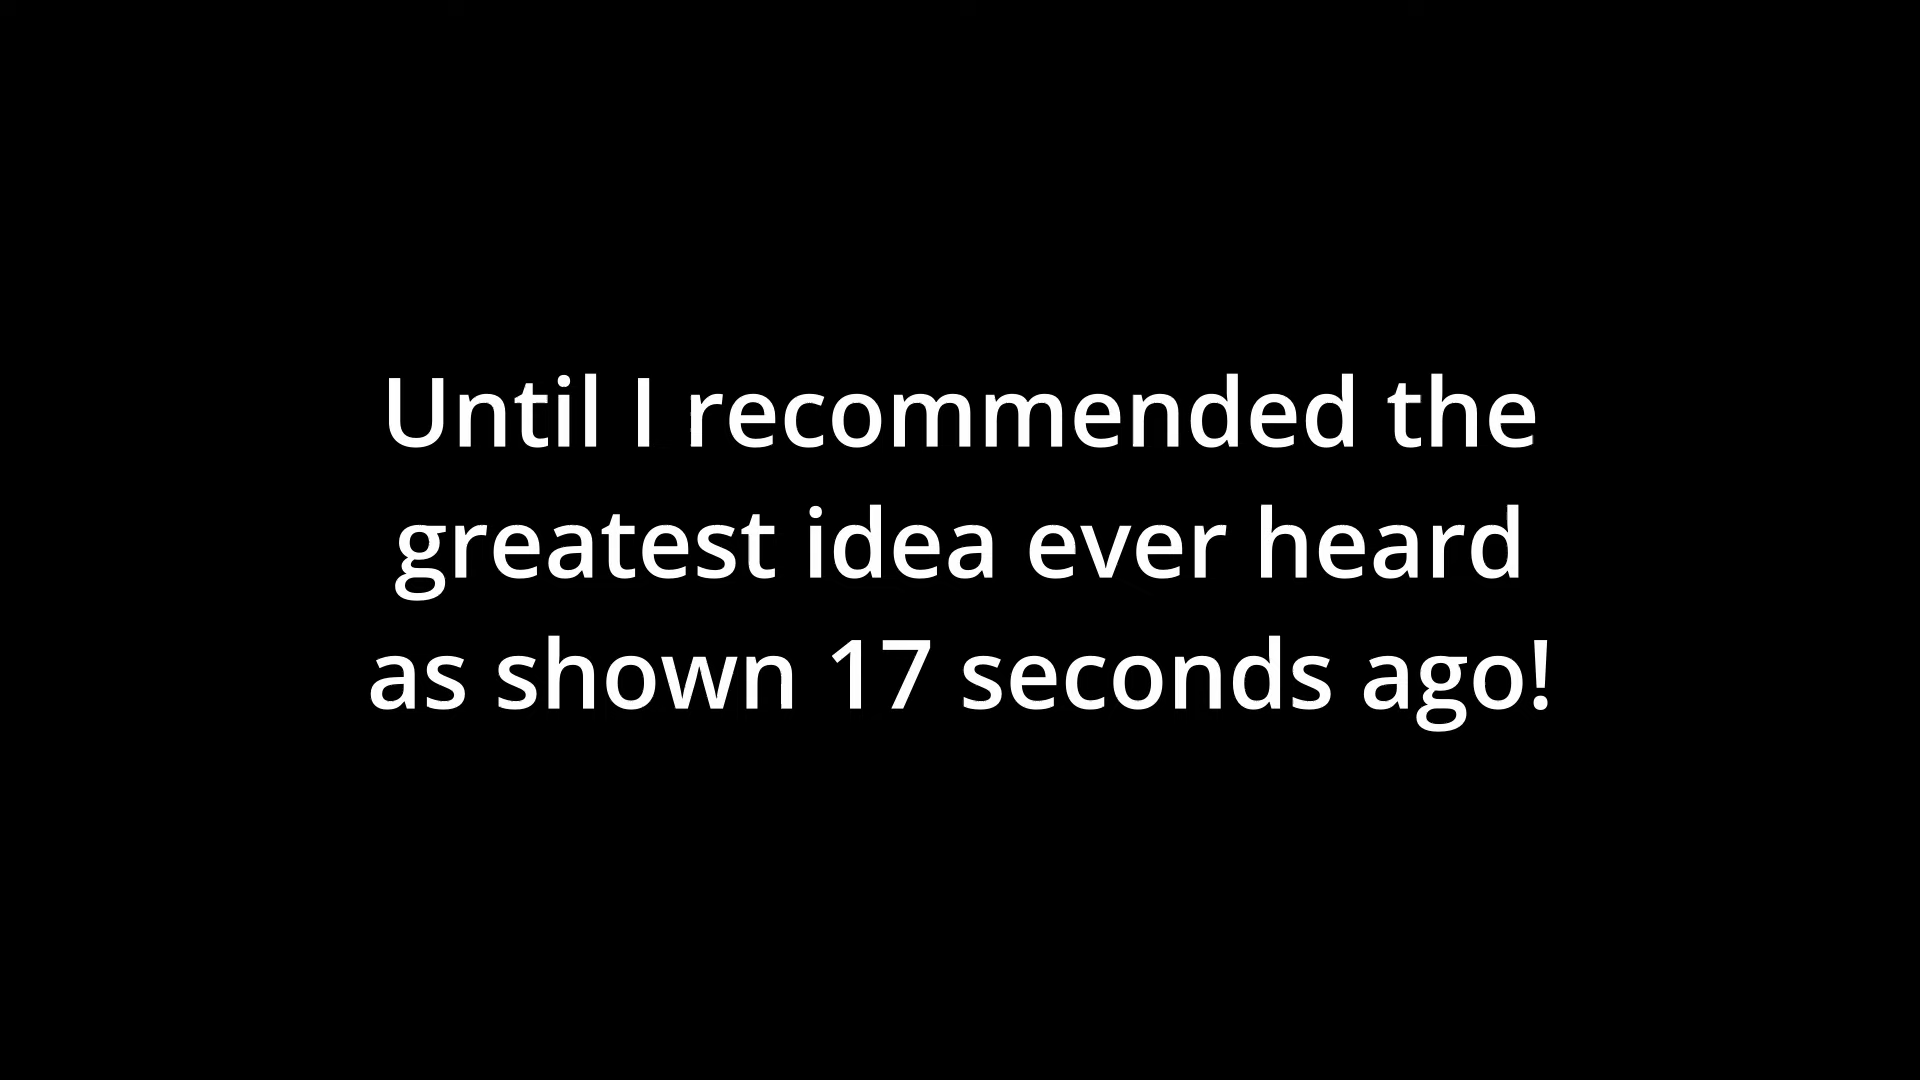 Until I recommended the
greatest idea ever heard
as shown 17 seconds ago!